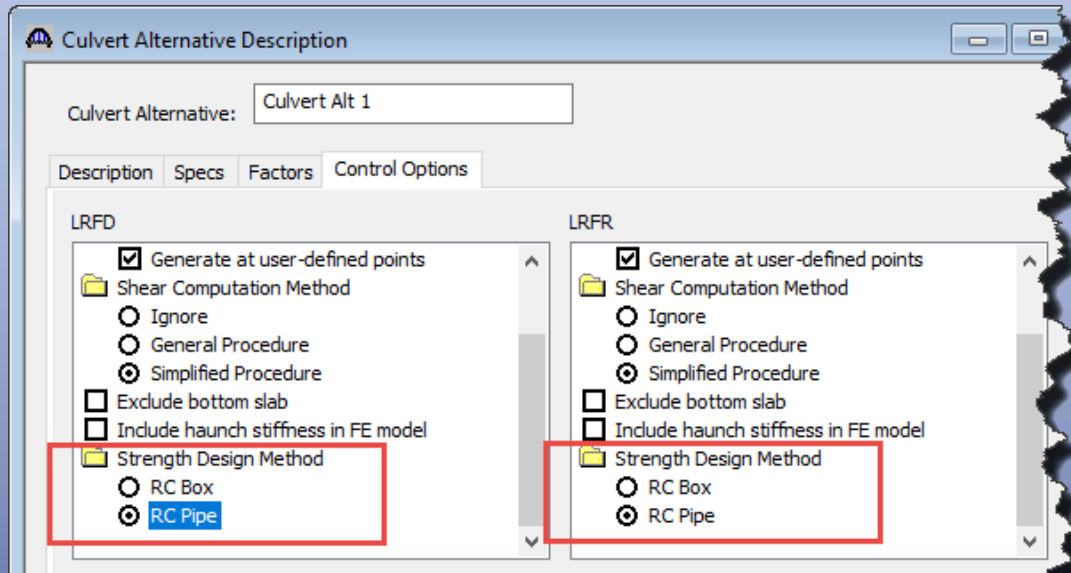 Culvert Alternative Description
Culvert Alternative:
Culvert Alt 1
Description
Specs
Factors
Control Options
LRFD
Generate at user-defined points
Shear Computation Method
Ignore
General Procedure
Simplified Procedure
Exclude bottom slab
Include haunch stiffness in FE model
Strength Design Method
RC Box
RC Pipe
LRFR
Generate at user-defined points
Shear Computation Method
Ignore
General Procedure
Simplified Procedure
Exclude bottom slab
Include haunch stiffness in FE model
Strength Design Method
RC Box
RC Pipe